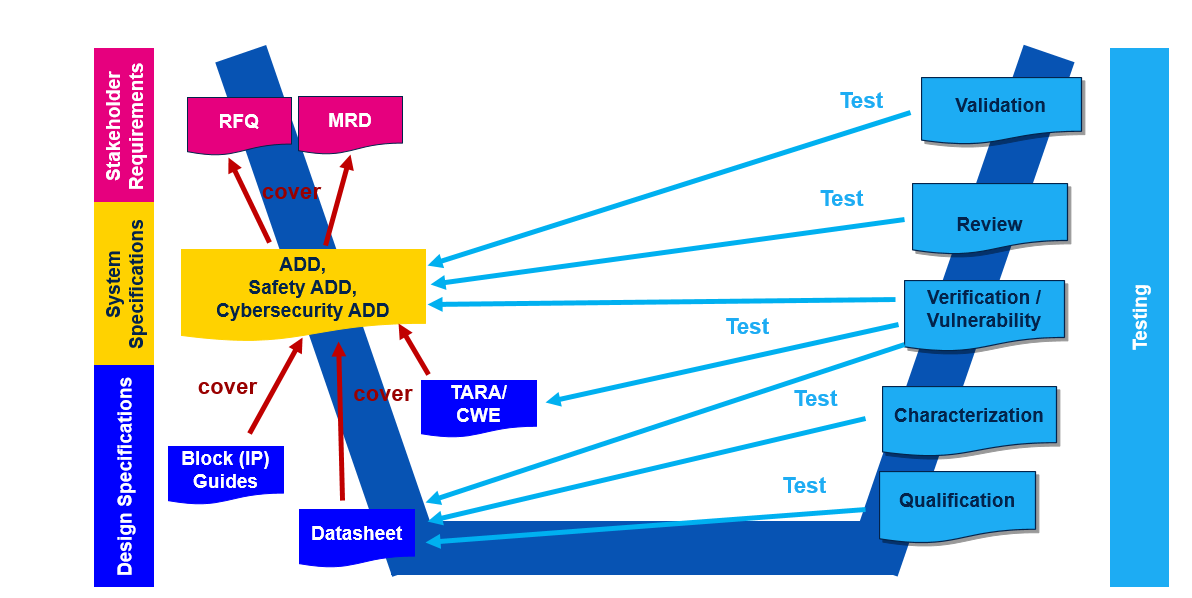 Stakeholder
Requirements
System
Specifications
Design Specifications
RFQ
MRD
cover
ADD,
Safety ADD,
Cybersecurity ADD
cover
cover
TARA/
CWE
Block (IP)
Guides
Datasheet
Test
Test
Test
Test
Test
Validation
Review
Verification /
Vulnerability
Characterization
Qualification
Testing